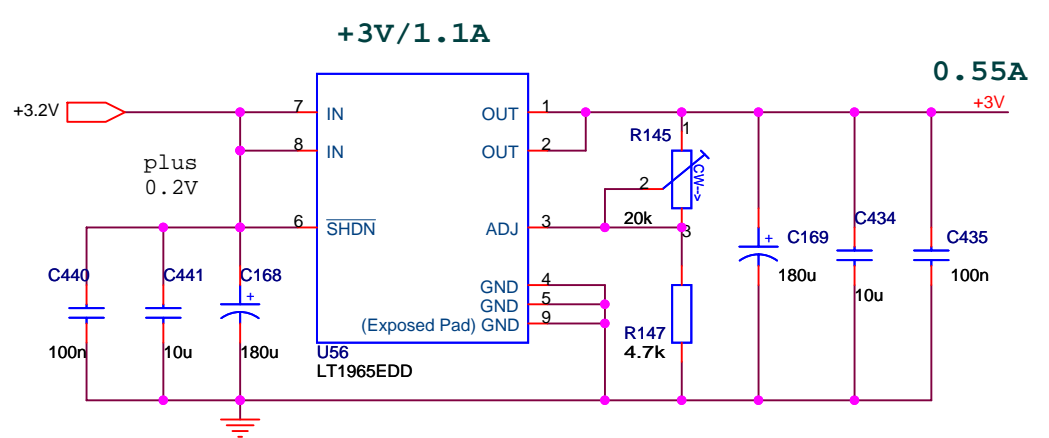 +3V/1.1A
0.55A
+3V
+3.2V
7
IN
OUT
1
8
IN
OUT
2
plus
0.2V
R145
1
2
CW->
20k
3
6
SHDN
ADJ
3
C440
100n
C441
10u
C168
+
180u
GND
4
GND
5
(Exposed Pad) GND
9
U56
LT1965EDD
R147
4.7k
+
C169
180u
C434
10u
C435
100n